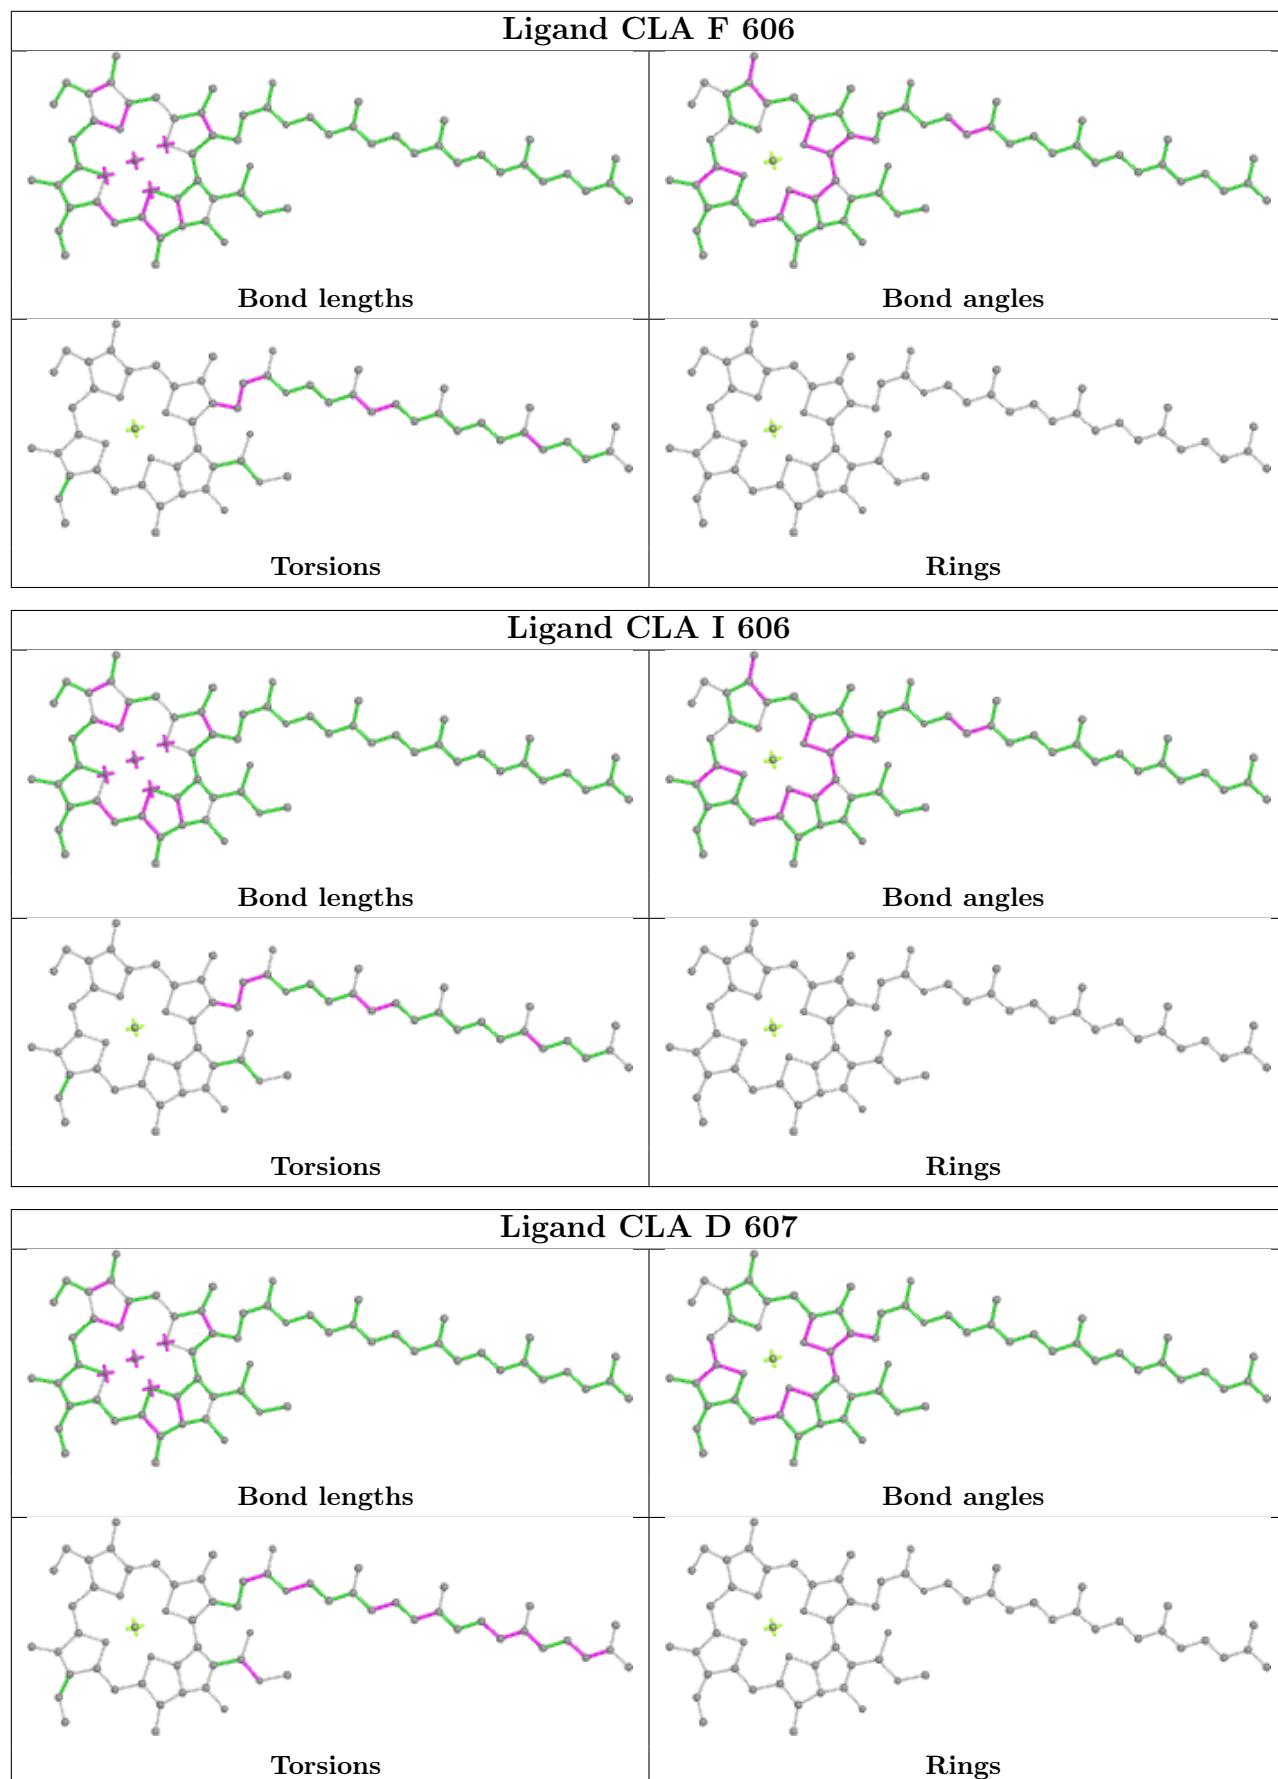 Ligand CLA F 606
Bond lengths
Bond angles
Torsions
Rings
Ligand CLA I 606
Bond lengths
Bond angles
Torsions
Rings
Ligand CLA D 607
Bond lengths
Bond angles
Torsions
Rings